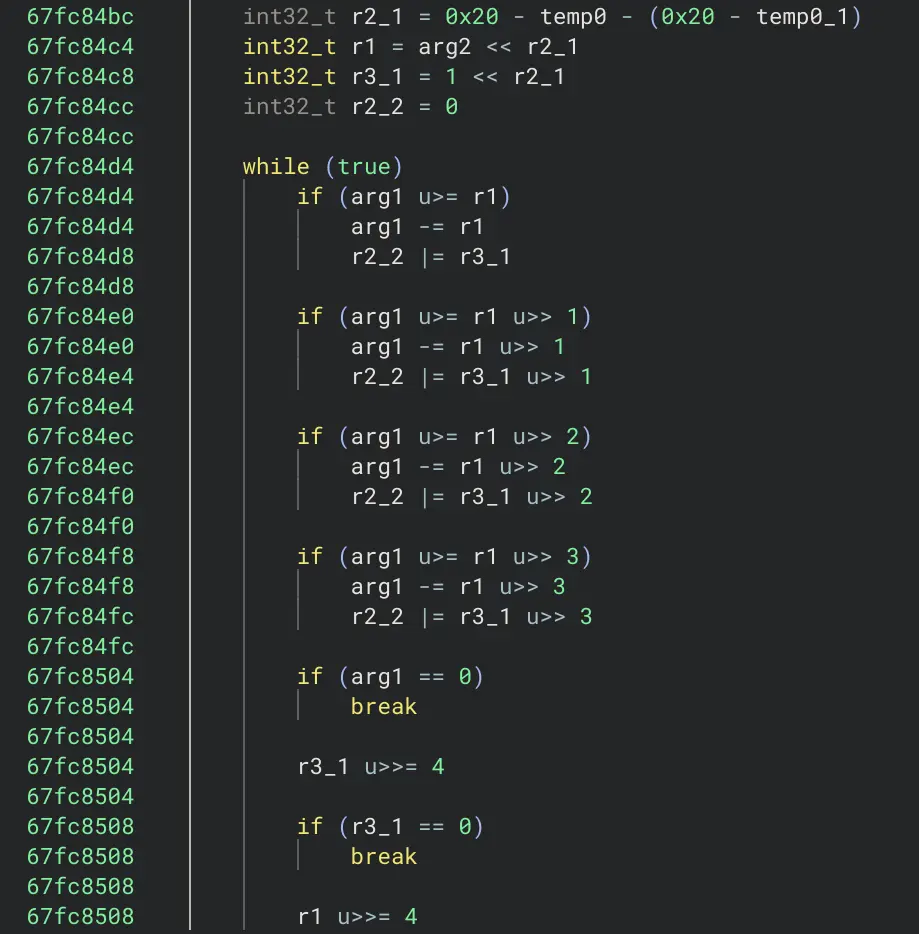 67fc84bc int32_t r2_1 = 0x20 - temp0 - (0x20 - temp0_1)
67fc84c4 int32_t r1 = arg2 << r2_1
67fc84c8 int32_t r3_1 = 1 << r2_1
67fc84cc int32_t r2_2 = 0
67fc84cc
67fc84d4 while (true)
67fc84d4     if (arg1 u>= r1)
67fc84d4         arg1 -= r1
67fc84d8         r2_2 |= r3_1
67fc84d8
67fc84e0     if (arg1 u>= r1 u>> 1)
67fc84e0         arg1 -= r1 u>> 1
67fc84e4         r2_2 |= r3_1 u>> 1
67fc84e4
67fc84ec     if (arg1 u>= r1 u>> 2)
67fc84ec         arg1 -= r1 u>> 2
67fc84f0         r2_2 |= r3_1 u>> 2
67fc84f0
67fc84f8     if (arg1 u>= r1 u>> 3)
67fc84f8         arg1 -= r1 u>> 3
67fc84fc         r2_2 |= r3_1 u>> 3
67fc84fc
67fc8504     if (arg1 == 0)
67fc8504         break
67fc8504
67fc8504     r3_1 u>>= 4
67fc8504
67fc8508     if (r3_1 == 0)
67fc8508         break
67fc8508
67fc8508     r1 u>>= 4